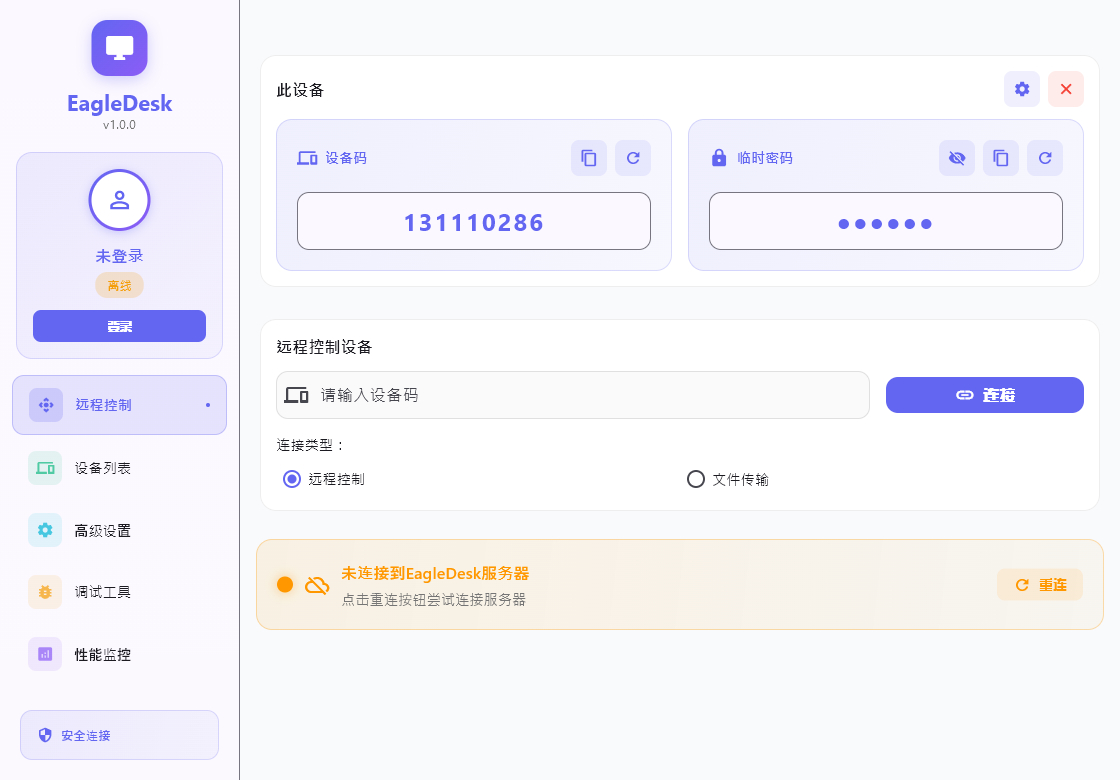 EagleDesk
v1.0.0
未登录
离线
登录
远程控制
设备列表
高级设置
调试工具
性能监控
安全连接
此设备
设备码
131110286
临时密码
●●●●●●
远程控制设备
请输入设备码
连接
连接类型：
远程控制
文件传输
未连接到EagleDesk服务器
点击重连按钮尝试连接服务器
重连